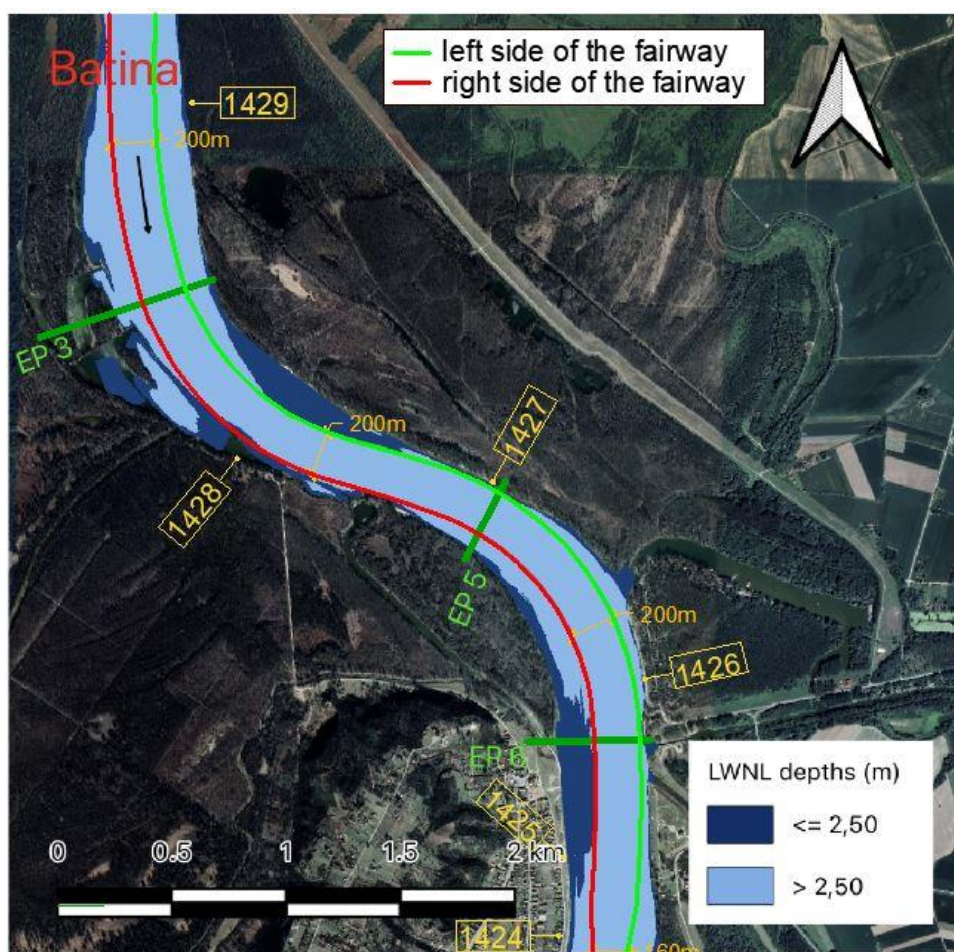 left side of the fairway
right side of the fairway
Batina
1429
200m
EP 3
200m
1427
1428
EP 5
200m
1426
EP 6
1425
LWNL depths (m)
<= 2,50
> 2,50
0 0.5 1 1.5 2 km
1424
160m